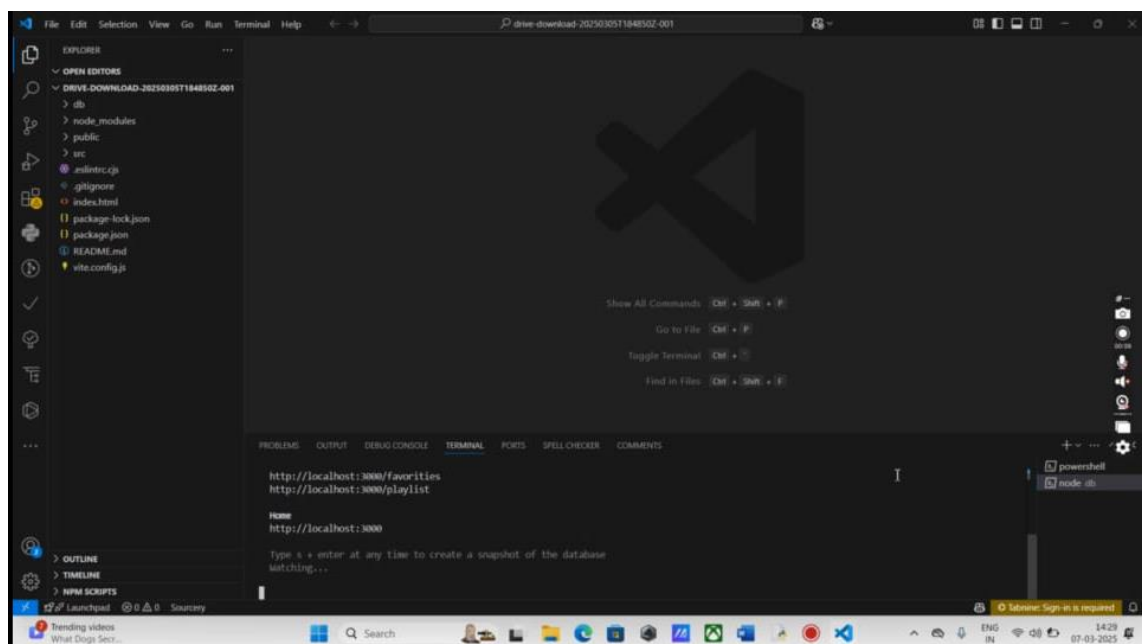 File Edit Selection View Go Run Terminal Help
drive-download-20250305T184850Z-001
EXPLORER
OPEN EDITORS
DRIVE-DOWNLOAD-20250305T184850Z-001
db
node_modules
public
src
.eslintrc.cjs
.gitignore
index.html
package-lock.json
package.json
README.md
vite.config.js
Show All Commands Ctrl + Shift + P
Go to File Ctrl + P
Toggle Terminal Ctrl + `
Find in Files Ctrl + Shift + F
PROBLEMS OUTPUT DEBUG CONSOLE TERMINAL PORTS SPELL CHECKER COMMENTS
http://localhost:3000/favorities
http://localhost:3000/playlist
Home
http://localhost:3000
Type s + enter at any time to create a snapshot of the database
Watching...
powershell
node db
OUTLINE
TIMELINE
NPM SCRIPTS
Launchpad 0 0 0 Sourcery
Tabnine: Sign-in is required
Trending videos
What Dogs Secr...
Search
ENG
IN
14:29
07-03-2025